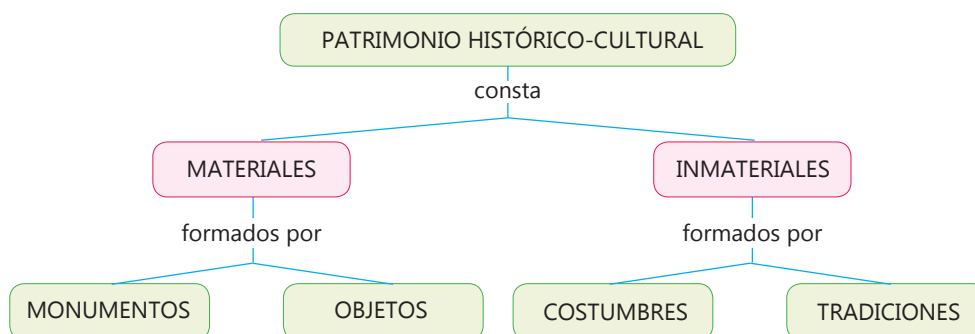 PATRIMONIO HISTÓRICO-CULTURAL
consta
MATERIALES
INMATERIALES
formados por
formados por
MONUMENTOS
OBJETOS
COSTUMBRES
TRADICIONES